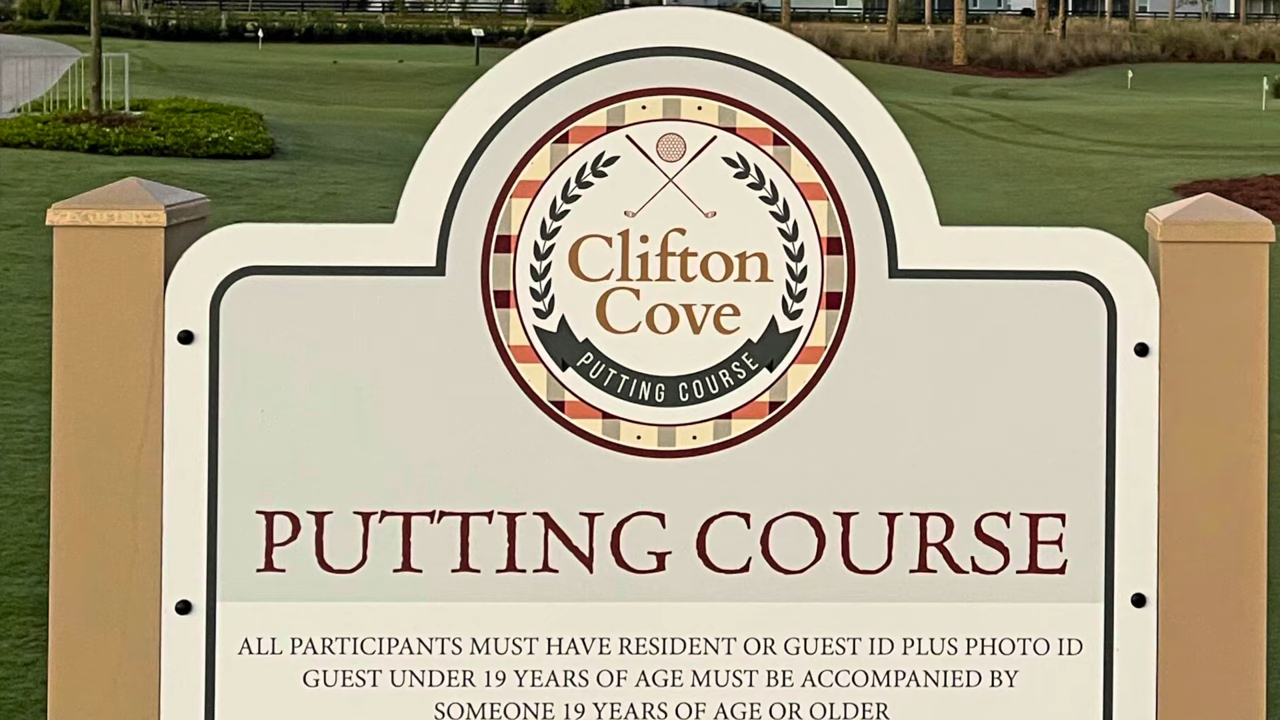 Clifton
Cove
PUTTING COURSE
PUTTING COURSE
ALL PARTICIPANTS MUST HAVE RESIDENT OR GUEST ID PLUS PHOTO ID
GUEST UNDER 19 YEARS OF AGE MUST BE ACCOMPANIED BY
SOMEONE 19 YEARS OF AGE OR OLDER